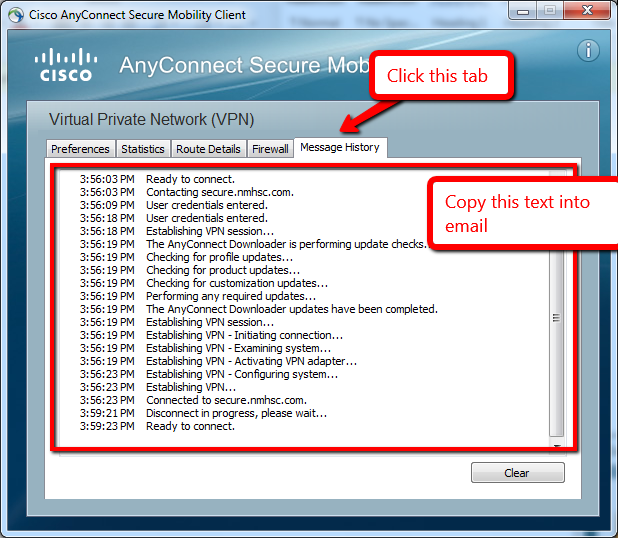 Cisco AnyConnect Secure Mobility Client
CISCO
AnyConnect Secure Mob
Click this tab
Virtual Private Network (VPN)
Preferences
Statistics
Route Details
Firewall
Message History
3:56:03 PM Ready to connect.
3:56:03 PM Contacting secure.nmhsc.com.
3:56:09 PM User credentials entered.
3:56:18 PM User credentials entered.
3:56:18 PM Establishing VPN session...
3:56:19 PM The AnyConnect Downloader is performing update checks...
3:56:19 PM Checking for profile updates...
3:56:19 PM Checking for product updates...
3:56:19 PM Checking for customization updates...
3:56:19 PM Performing any required updates...
3:56:19 PM The AnyConnect Downloader updates have been completed.
3:56:19 PM Establishing VPN session...
3:56:19 PM Establishing VPN - Initiating connection...
3:56:19 PM Establishing VPN - Examining system...
3:56:19 PM Establishing VPN - Activating VPN adapter...
3:56:23 PM Establishing VPN - Configuring system...
3:56:23 PM Establishing VPN...
3:56:23 PM Connected to secure.nmhsc.com.
3:59:21 PM Disconnect in progress, please wait...
3:59:23 PM Ready to connect.
Copy this text into
email
Clear